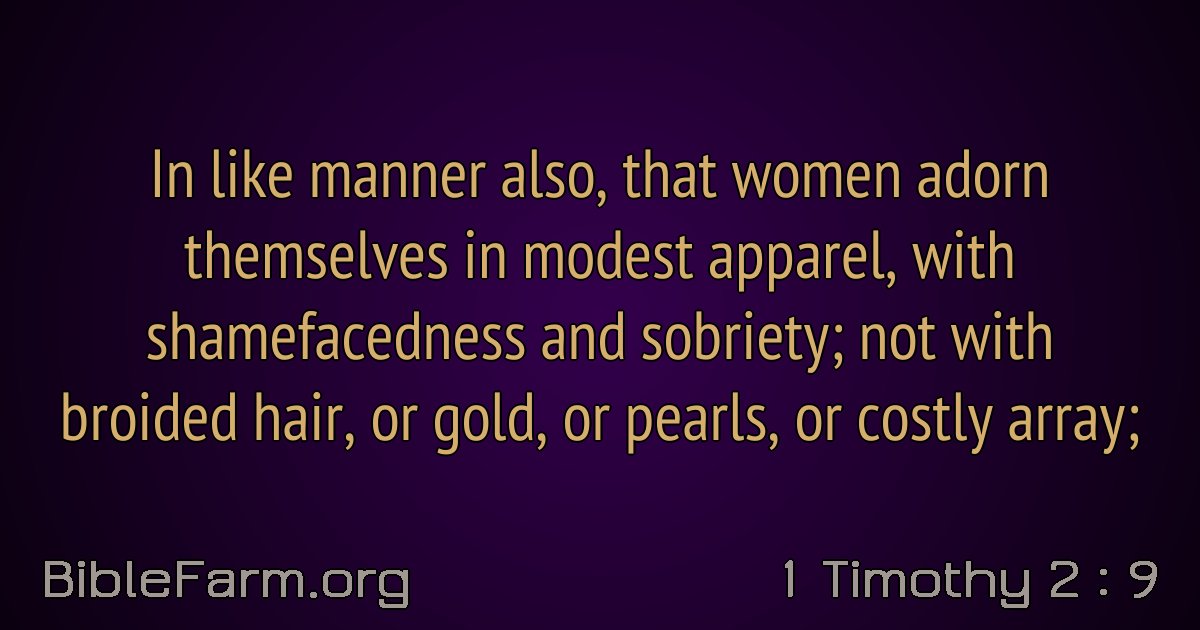 In like manner also, that women adorn
themselves in modest apparel, with
shamefacedness and sobriety; not with
broided hair, or gold, or pearls, or costly array;
BibleFarm.org
1 Timothy 2 : 9